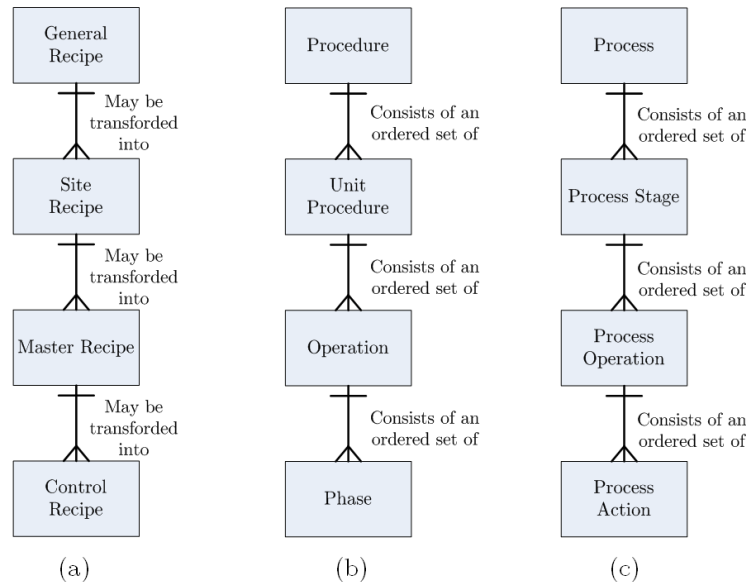 General
Recipe
May be
transforded
into
Site
Recipe
May be
transforded
into
Master Recipe
May be
transforded
into
Control
Recipe
(a)
Procedure
Consists of an
ordered set of
Unit
Procedure
Consists of an
ordered set of
Operation
Consists of an
ordered set of
Phase
(b)
Process
Consists of an
ordered set of
Process Stage
Consists of an
ordered set of
Process
Operation
Consists of an
ordered set of
Process
Action
(c)